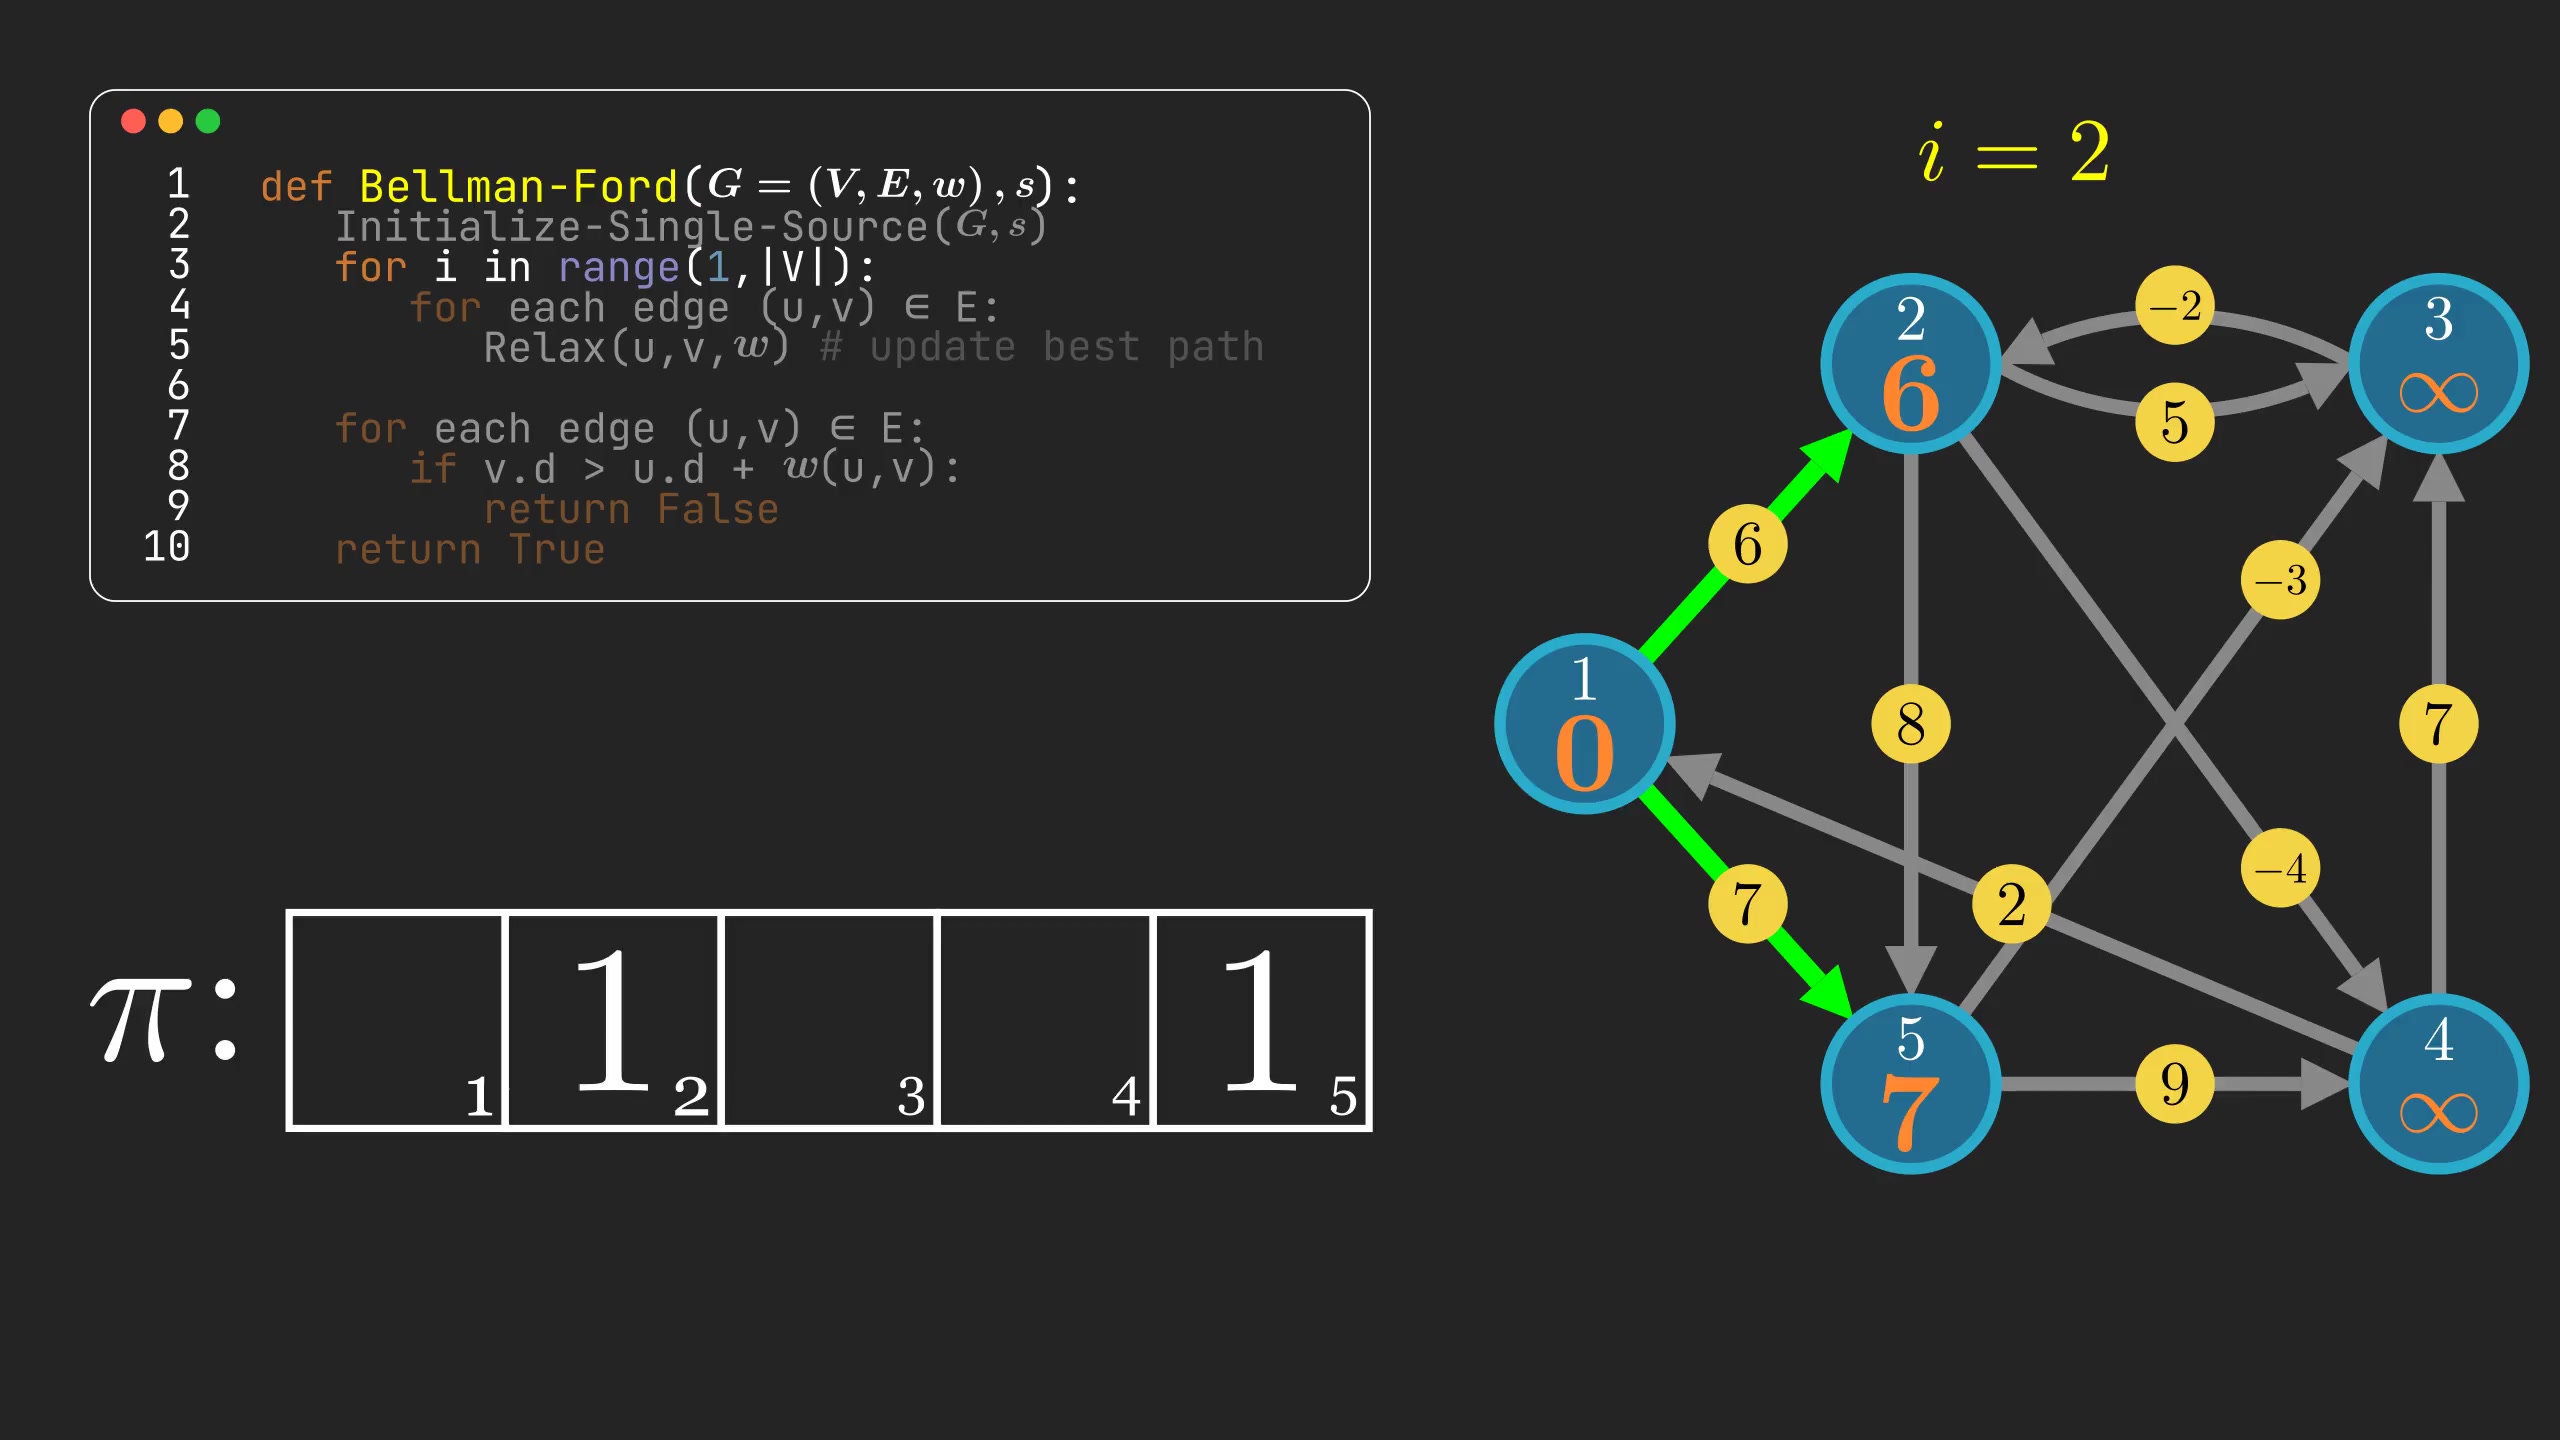 1 def Bellman-Ford(G = (V, E, w), s):
2 Initialize-Single-Source(G, s)
3 for i in range(1,|V|):
4 for each edge (u,v) ∈ E:
5 Relax(u,v,w) # update best path
6
7 for each edge (u,v) ∈ E:
8 if v.d > u.d + w(u,v):
9 return False
10 return True
i = 2
−2
2
6
3
∞
5
6
−3
1
0
8
7
−4
7
2
5
7
9
4
∞
π:
1
1 2
3
4
1 5